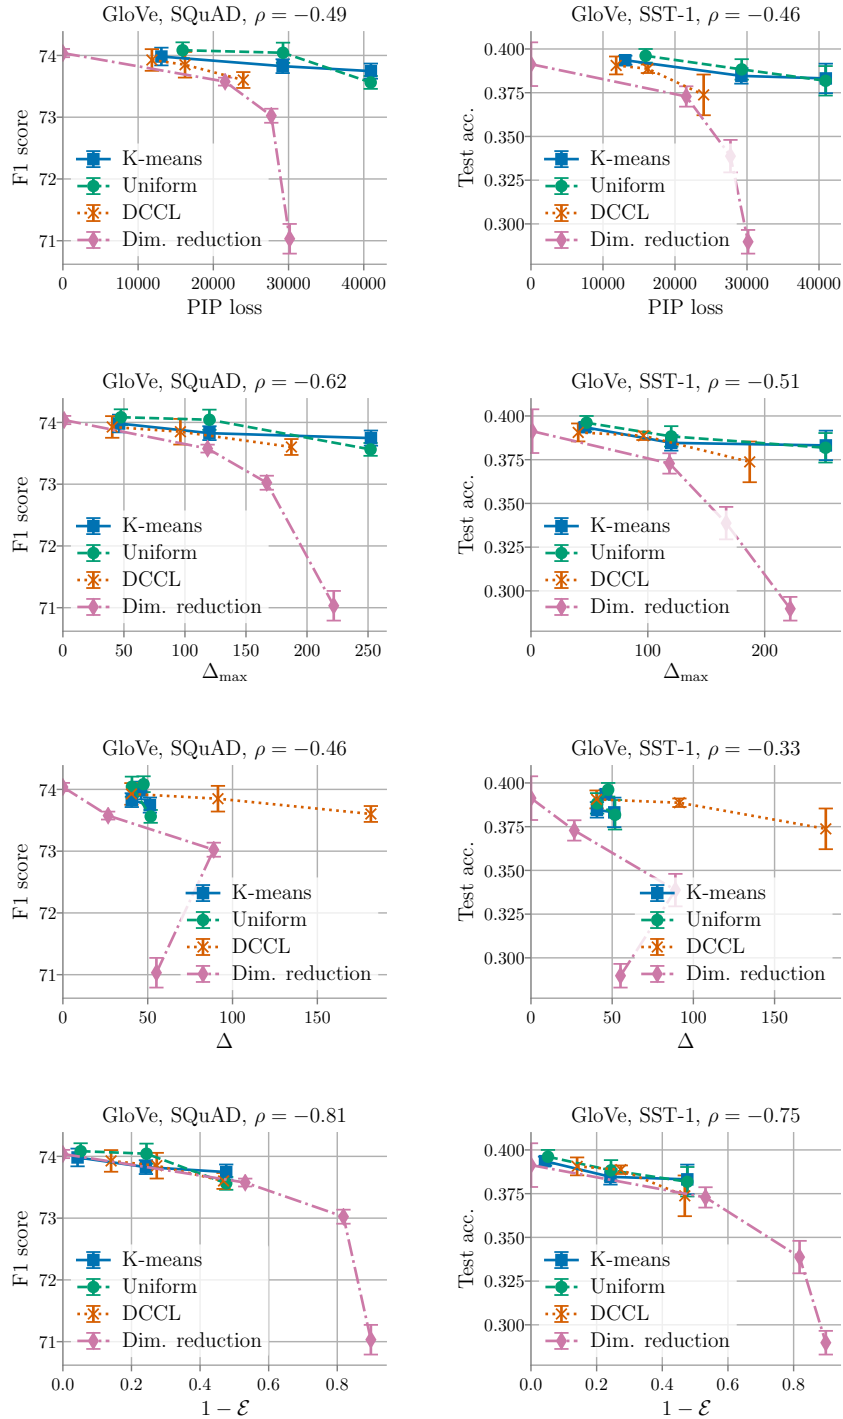 GloVe, SQuAD, ρ = −0.49
74
73
72
71
F1 score
K-means
Uniform
DCCL
Dim. reduction
0 10000 20000 30000 40000
PIP loss
GloVe, SST-1, ρ = −0.46
0.400
0.375
0.350
0.325
0.300
Test acc.
K-means
Uniform
DCCL
Dim. reduction
0 10000 20000 30000 40000
PIP loss
GloVe, SQuAD, ρ = −0.62
74
73
72
71
F1 score
K-means
Uniform
DCCL
Dim. reduction
0 50 100 150 200 250
Δmax
GloVe, SST-1, ρ = −0.51
0.400
0.375
0.350
0.325
0.300
Test acc.
K-means
Uniform
DCCL
Dim. reduction
0 100 200
Δmax
GloVe, SQuAD, ρ = −0.46
74
73
72
71
F1 score
K-means
Uniform
DCCL
Dim. reduction
0 50 100 150
Δ
GloVe, SST-1, ρ = −0.33
0.400
0.375
0.350
0.325
0.300
Test acc.
K-means
Uniform
DCCL
Dim. reduction
0 50 100 150
Δ
GloVe, SQuAD, ρ = −0.81
74
73
72
71
F1 score
K-means
Uniform
DCCL
Dim. reduction
0.0 0.2 0.4 0.6 0.8
1 − ℰ
GloVe, SST-1, ρ = −0.75
0.400
0.375
0.350
0.325
0.300
Test acc.
K-means
Uniform
DCCL
Dim. reduction
0.0 0.2 0.4 0.6 0.8
1 − ℰ